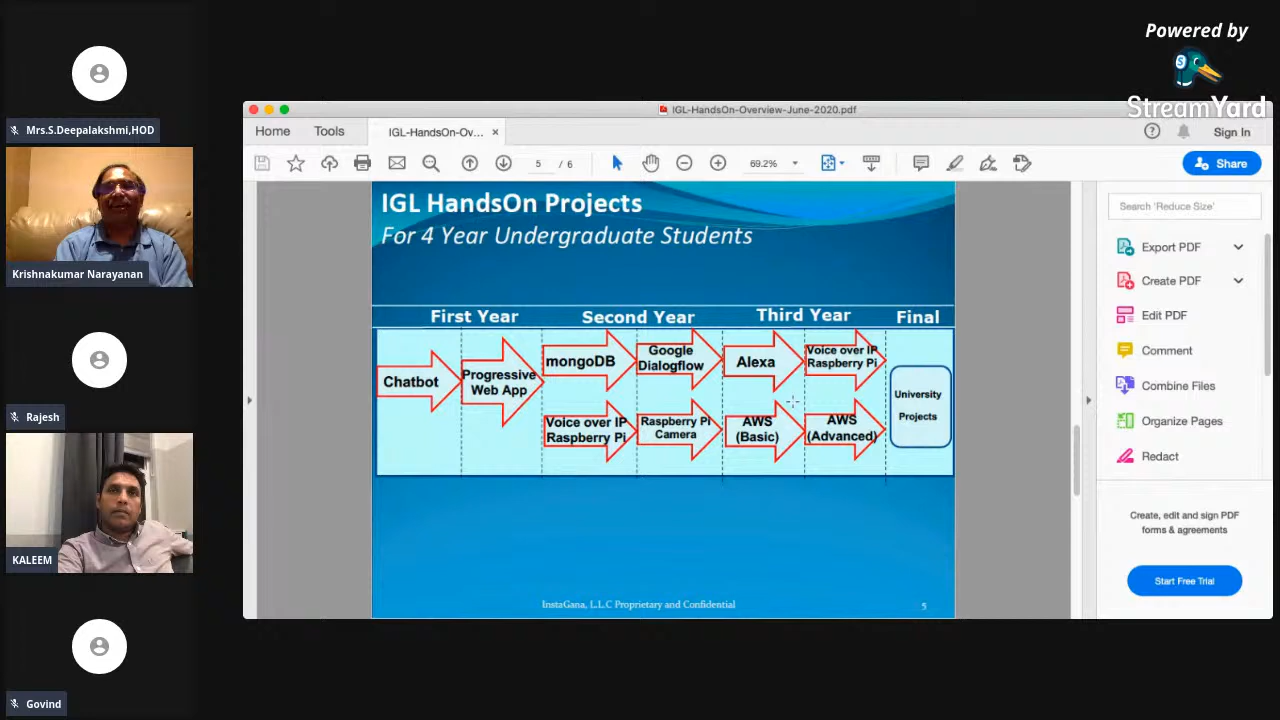 Powered by
StreamYard
Mrs.S.Deepalakshmi,HOD
Krishnakumar Narayanan
Rajesh
KALEEM
Govind
IGL-HandsOn-Overview-June-2020.pdf
Home
Tools
IGL-HandsOn-Ov...
×
?
Sign In
5 / 6
69.2%
Share
IGL HandsOn Projects
For 4 Year Undergraduate Students
First Year
Second Year
Third Year
Final
Chatbot
Progressive
Web App
mongoDB
Google
Dialogflow
Alexa
Voice over IP
Raspberry Pi
Voice over IP
Raspberry Pi
Raspberry Pi
Camera
AWS
(Basic)
AWS
(Advanced)
University
Projects
InstaGana, L.L.C Proprietary and Confidential
5
Search 'Reduce Size'
Export PDF
Create PDF
Edit PDF
Comment
Combine Files
Organize Pages
Redact
Create, edit and sign PDF
forms & agreements
Start Free Trial